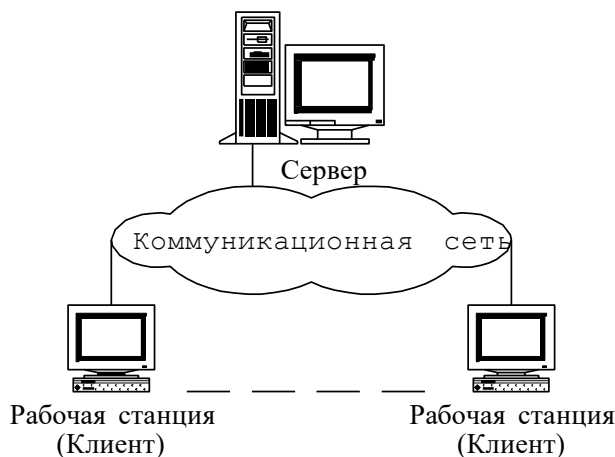 Сервер
Коммуникационная сеть
Рабочая станция
(Клиент)
Рабочая станция
(Клиент)